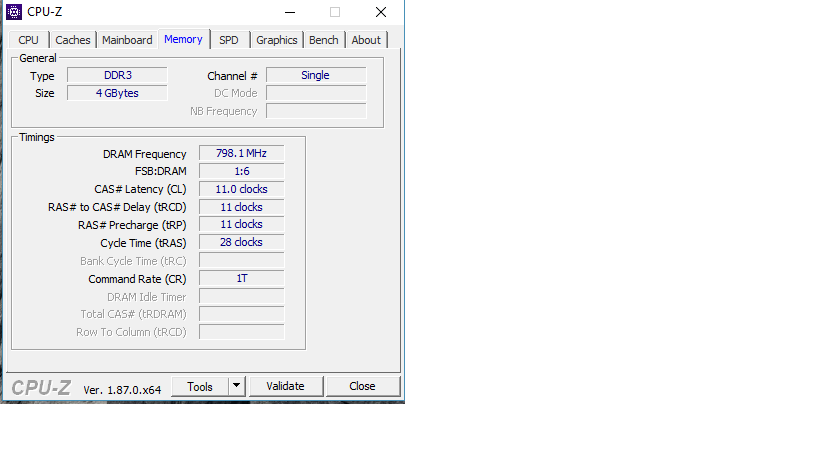 CPU-Z
CPU Caches Mainboard Memory SPD Graphics Bench About
General
Type DDR3 Channel # Single
Size 4 GBytes DC Mode
NB Frequency
Timings
DRAM Frequency 798.1 MHz
FSB:DRAM 1:6
CAS# Latency (CL) 11.0 clocks
RAS# to CAS# Delay (tRCD) 11 clocks
RAS# Precharge (tRP) 11 clocks
Cycle Time (tRAS) 28 clocks
Bank Cycle Time (tRC)
Command Rate (CR) 1T
DRAM Idle Timer
Total CAS# (tRDRAM)
Row To Column (tRCD)
CPU-Z Ver. 1.87.0.x64 Tools Validate Close